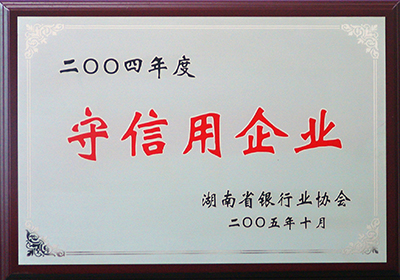 二〇〇四年度
守信用企业
湖南省银行业协会
二〇〇五年十月